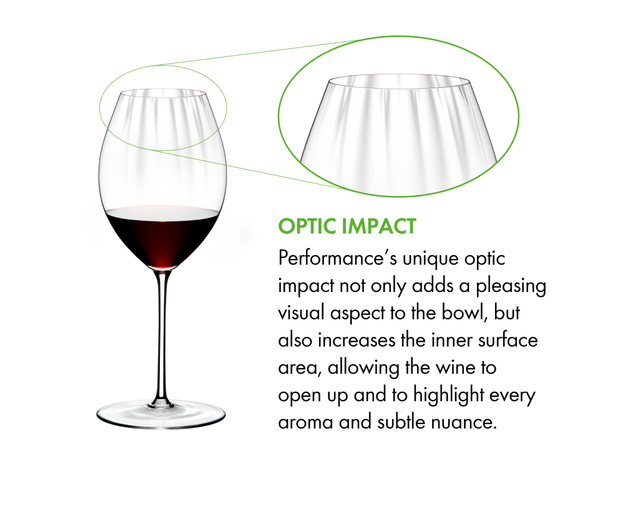 OPTIC IMPACT
Performance’s unique optic
impact not only adds a pleasing
visual aspect to the bowl, but
also increases the inner surface
area, allowing the wine to
open up and to highlight every
aroma and subtle nuance.